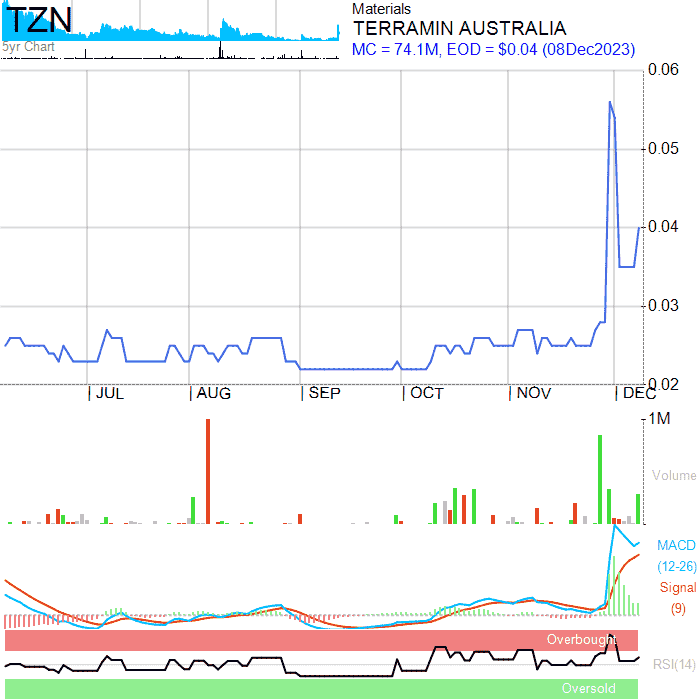 TZN
5yr Chart
Materials
TERRAMIN AUSTRALIA
MC = 74.1M, EOD = $0.04 (08Dec2023)
0.06
0.05
0.04
0.03
0.02
JUL AUG SEP OCT NOV DEC
1M
Volume
MACD
(12-26)
Signal
(9)
Overbought
RSI(14)
Oversold